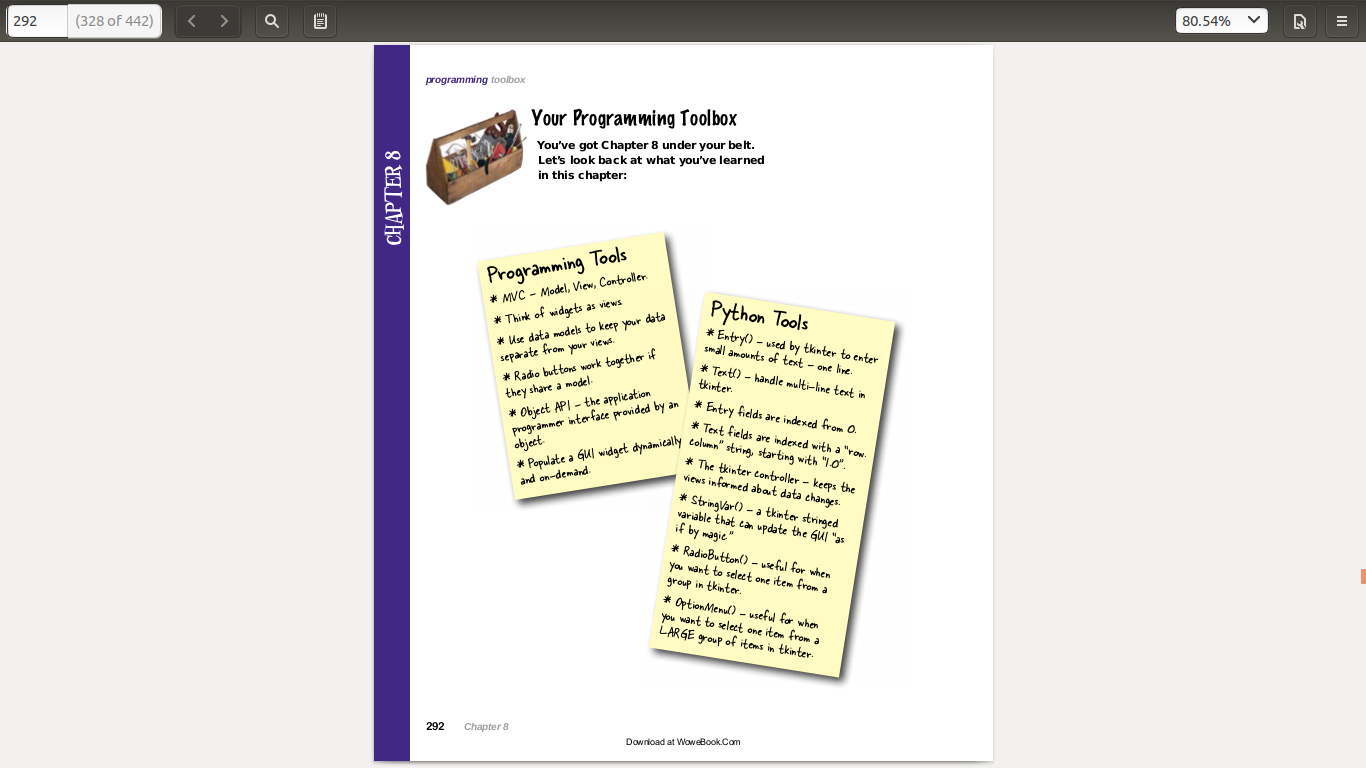 292 (328 of 442) 80.54%
programming toolbox
CHAPTER 8
Your Programming Toolbox
You've got Chapter 8 under your belt.
Let's look back at what you've learned
in this chapter:
Programming Tools
* MVC - Model, View, Controller.
* Think of widgets as views.
* Use data models to keep your data
separate from your views.
* Radio buttons work together if
they share a model.
* Object API - the application
programmer interface provided by an
object.
* Populate a GUI widget dynamically
and on-demand.
Python Tools
* Entry() - used by tkinter to enter
small amounts of text - one line.
* Text() - handle multi-line text in
tkinter.
* Entry fields are indexed from 0.
* Text fields are indexed with a "row.
column" string, starting with "1.0".
* The tkinter controller - keeps the
views informed about data changes.
* StringVar() - a tkinter stringed
variable that can update the GUI "as
if by magic"
* RadioButton() - useful for when
you want to select one item from a
group in tkinter.
* OptionMenu() - useful for when
you want to select one item from a
LARGE group of items in tkinter.
292 Chapter 8
Download at WoweBook.Com